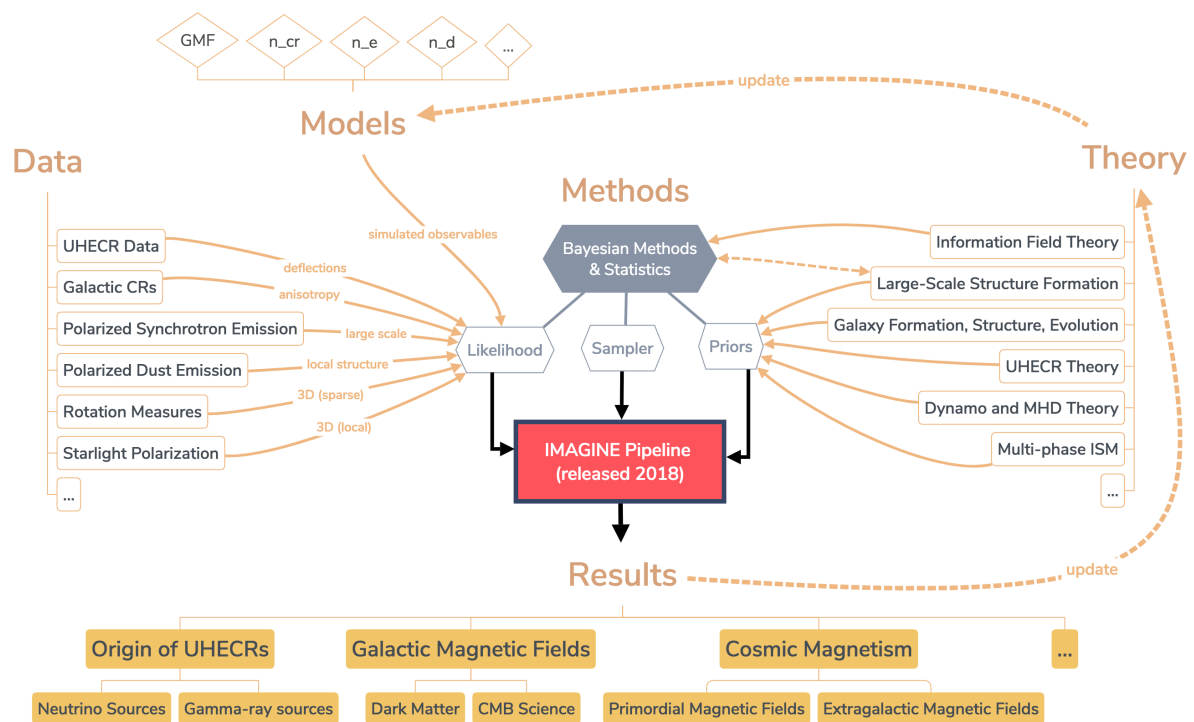 GMF
n_cr
n_e
n_d
...
update
Models
Data
Theory
Methods
simulated observables
Bayesian Methods
& Statistics
UHECR Data
deflections
Galactic CRs
anisotropy
Polarized Synchrotron Emission
large scale
Polarized Dust Emission
local structure
Rotation Measures
3D (sparse)
Starlight Polarization
3D (local)
...
Likelihood
Sampler
Priors
Information Field Theory
Large-Scale Structure Formation
Galaxy Formation, Structure, Evolution
UHECR Theory
Dynamo and MHD Theory
Multi-phase ISM
...
IMAGINE Pipeline
(released 2018)
Results
update
Origin of UHECRs
Galactic Magnetic Fields
Cosmic Magnetism
...
Neutrino Sources
Gamma-ray sources
Dark Matter
CMB Science
Primordial Magnetic Fields
Extragalactic Magnetic Fields